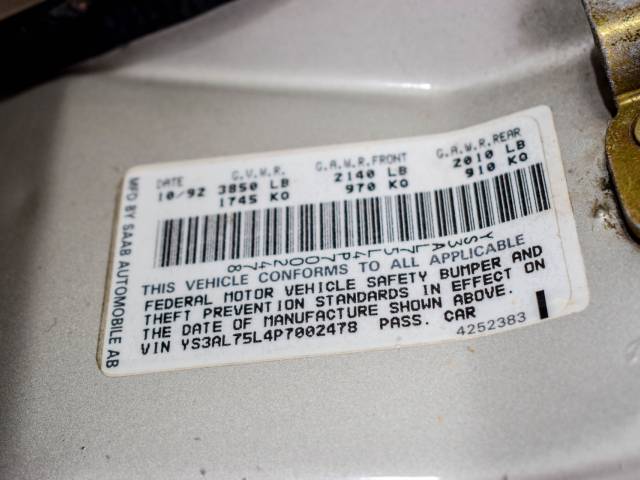 MFG BY SAAB AUTOMOBILE AB
DATE G.V.W.R. G.A.W.R.FRONT G.A.W.R.REAR
10/92 3850 LB 2140 LB 2010 LB
1745 KG 970 KG 910 KG
YS3AL75L4P7002478
THIS VEHICLE CONFORMS TO ALL APPLICABLE
FEDERAL MOTOR VEHICLE SAFETY BUMPER AND
THEFT PREVENTION STANDARDS IN EFFECT ON
THE DATE OF MANUFACTURE SHOWN ABOVE.
VIN YS3AL75L4P7002478 PASS. CAR
4252383